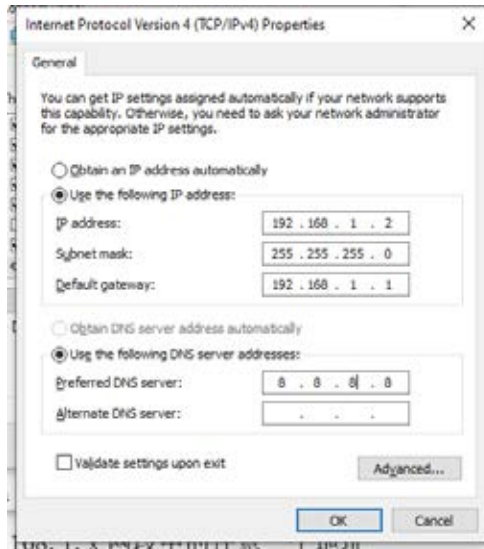 Internet Protocol Version 4 (TCP/IPv4) Properties
General
You can get IP settings assigned automatically if your network supports
this capability. Otherwise, you need to ask your network administrator
for the appropriate IP settings.
Obtain an IP address automatically
Use the following IP address:
IP address: 192 . 168 . 1 . 2
Subnet mask: 255 . 255 . 255 . 0
Default gateway: 192 . 168 . 1 . 1
Obtain DNS server address automatically
Use the following DNS server addresses:
Preferred DNS server: 8 . 8 . 8 . 8
Alternate DNS server: . . .
Validate settings upon exit
Advanced...
OK Cancel